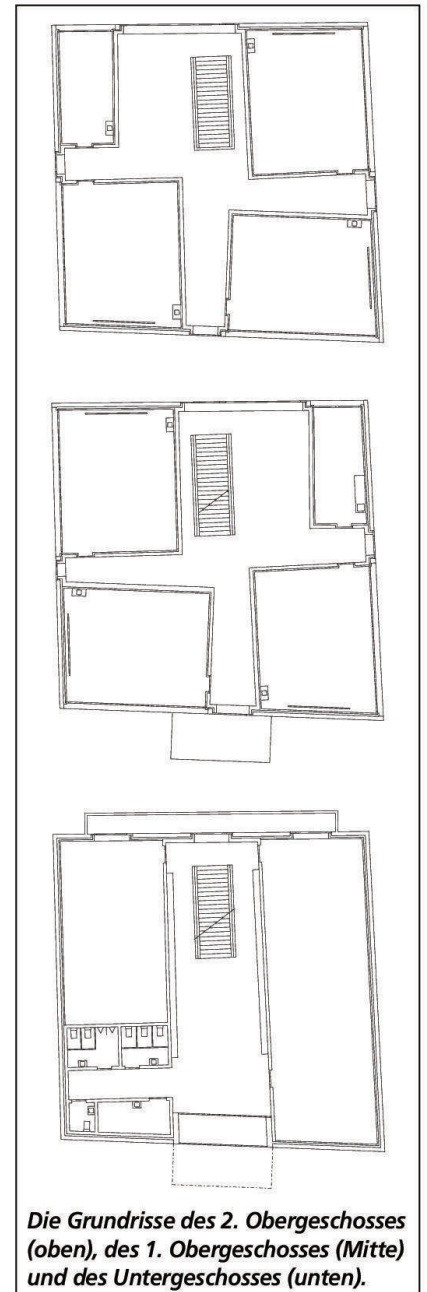 Die Grundrisse des 2. Obergeschosses
(oben), des 1. Obergeschosses (Mitte)
und des Untergeschosses (unten).